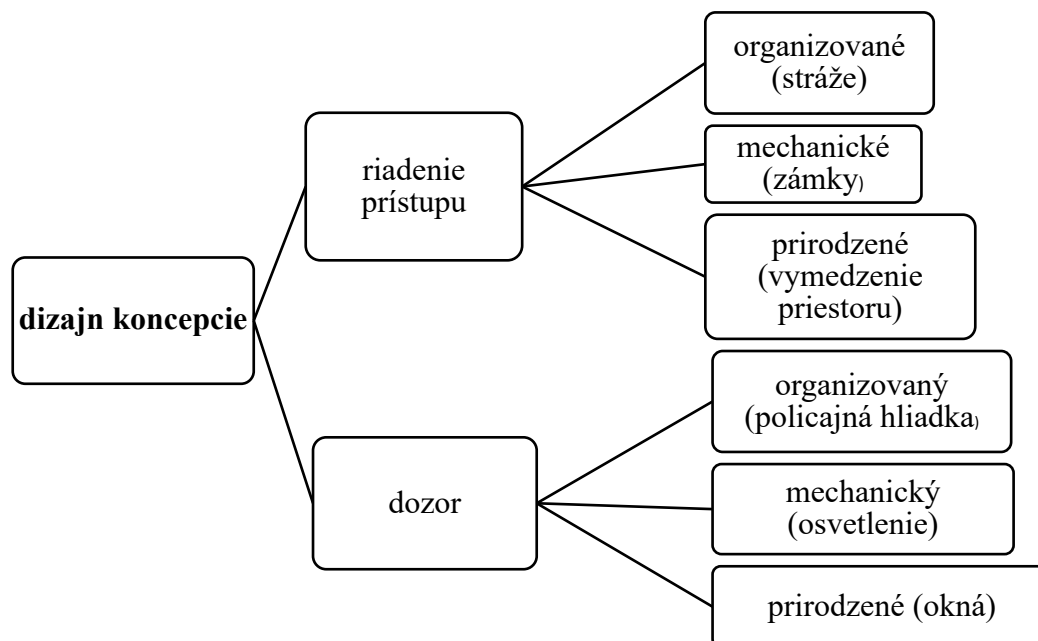 dizajn koncepcie
riadenie
prístupu
organizované
(stráže)
mechanické
(zámky)
prirodzené
(vymedzenie
priestoru)
dozor
organizovaný
(policajná hliadka)
mechanický
(osvetlenie)
prirodzené (okná)